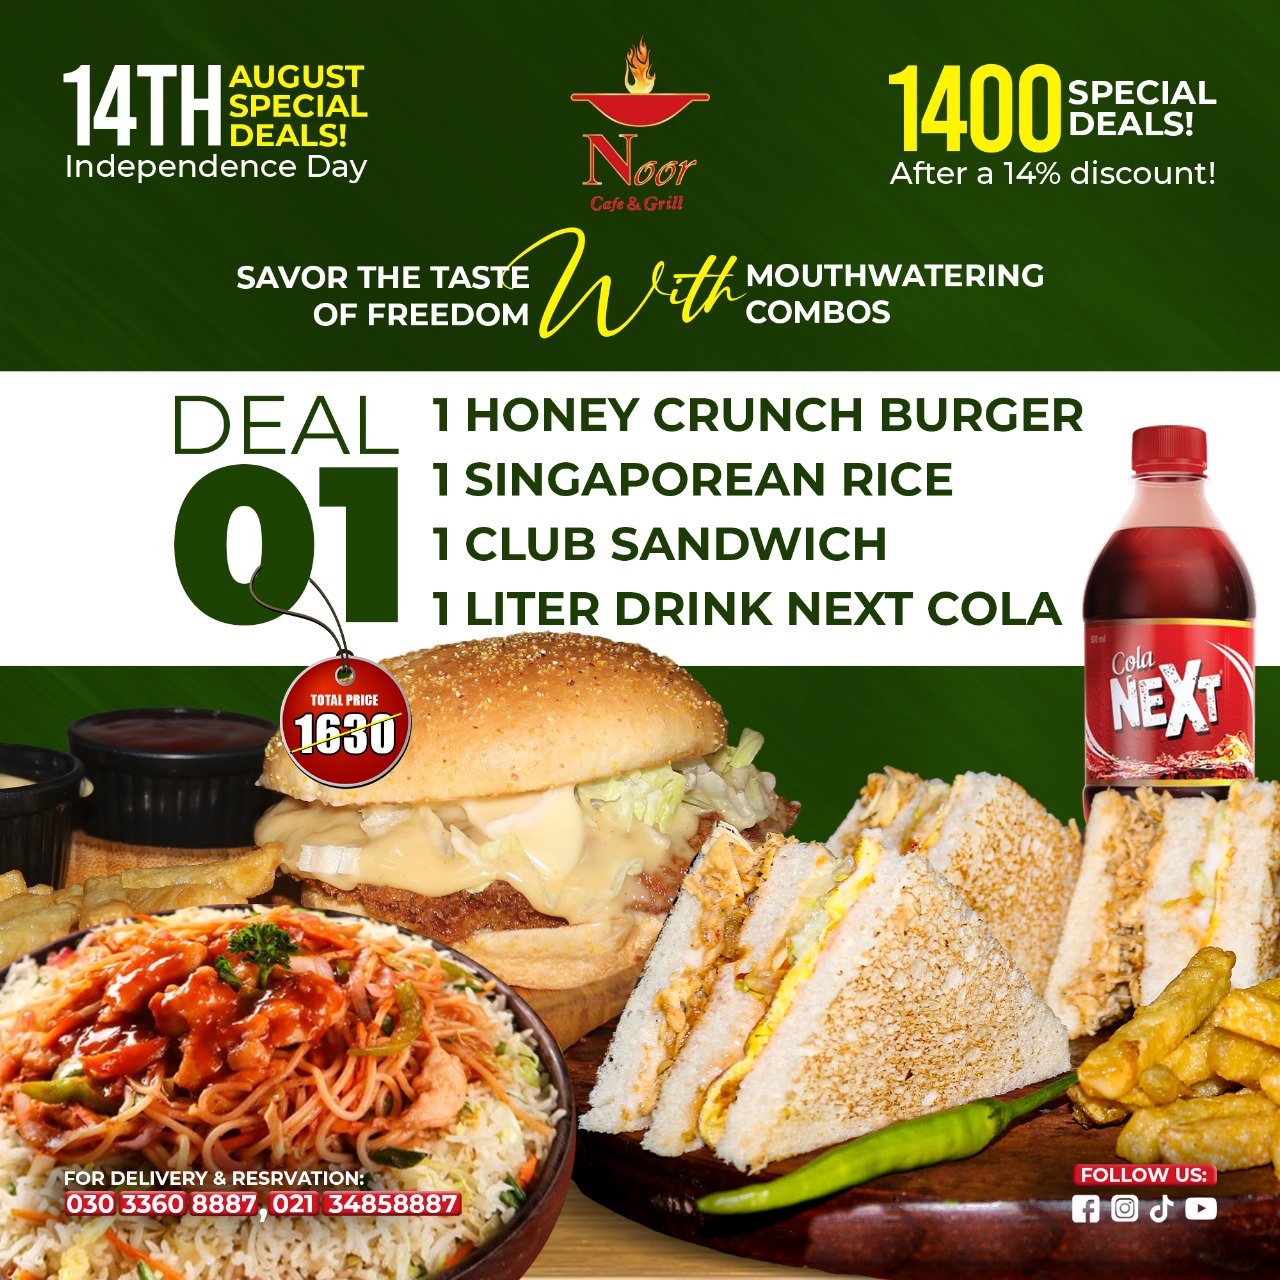 14TH
AUGUST
SPECIAL
DEALS!
Independence Day
Noor
Cafe & Grill
1400
SPECIAL
DEALS!
After a 14% discount!
SAVOR THE TASTE
OF FREEDOM
With
MOUTHWATERING
COMBOS
DEAL
01
1 HONEY CRUNCH BURGER
1 SINGAPOREAN RICE
1 CLUB SANDWICH
1 LITER DRINK NEXT COLA
TOTAL PRICE
1630
500 ml
Cola
NEXT
FOR DELIVERY & RESRVATION:
030 3360 8887, 021 34858887
FOLLOW US: